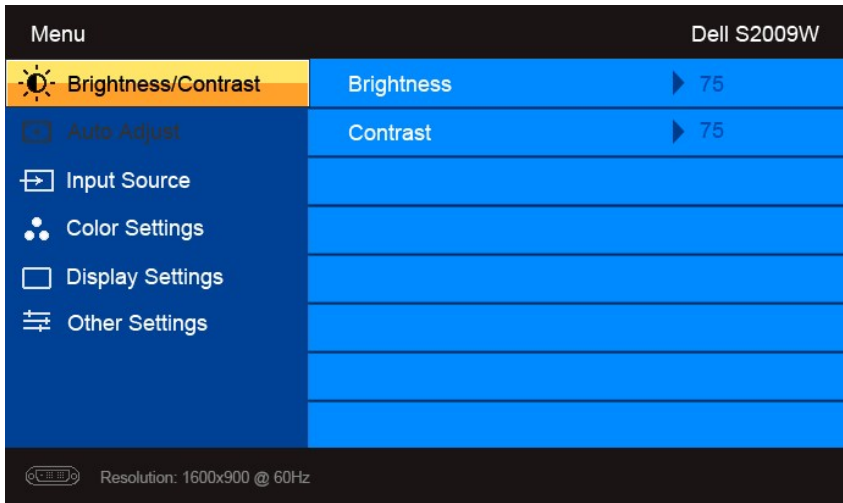 Menu Dell S2009W
Brightness/Contrast Brightness 75
Auto Adjust Contrast 75
Input Source
Color Settings
Display Settings
Other Settings
Resolution: 1600x900 @ 60Hz